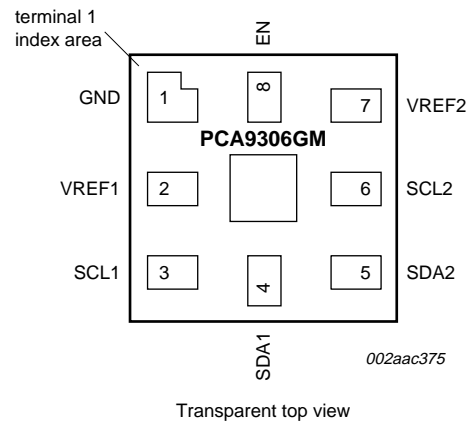 terminal 1
index area
EN
GND 1 8 7 VREF2
PCA9306GM
VREF1 2 6 SCL2
SCL1 3 4 5 SDA2
SDA1
002aac375
Transparent top view